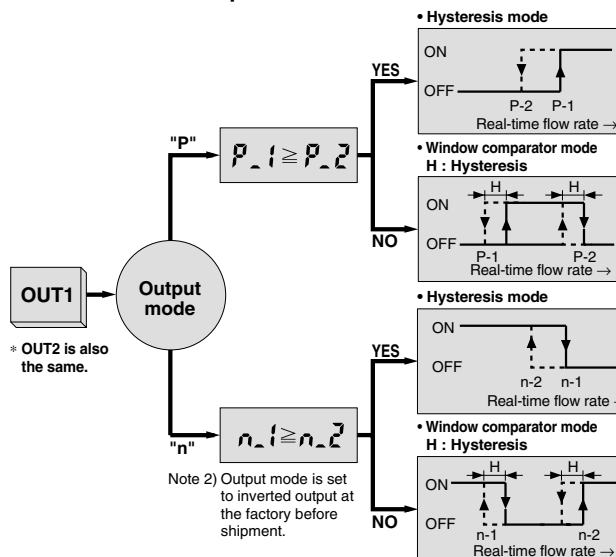 • Hysteresis mode
ON
OFF
P-2 P-1
Real-time flow rate →
YES
"P"
P_1 ≧ P_2
• Window comparator mode
H : Hysteresis
H H
ON
OFF
P-1 P-2
Real-time flow rate →
NO
OUT1
Output
mode
* OUT2 is also
the same.
• Hysteresis mode
ON
OFF
n-2 n-1
Real-time flow rate
YES
"n"
n_1 ≧ n_2
Note 2) Output mode is set
to inverted output at
the factory before
shipment.
• Window comparator mode
H : Hysteresis
H H
ON
OFF
n-1 n-2
Real-time flow rate →
NO